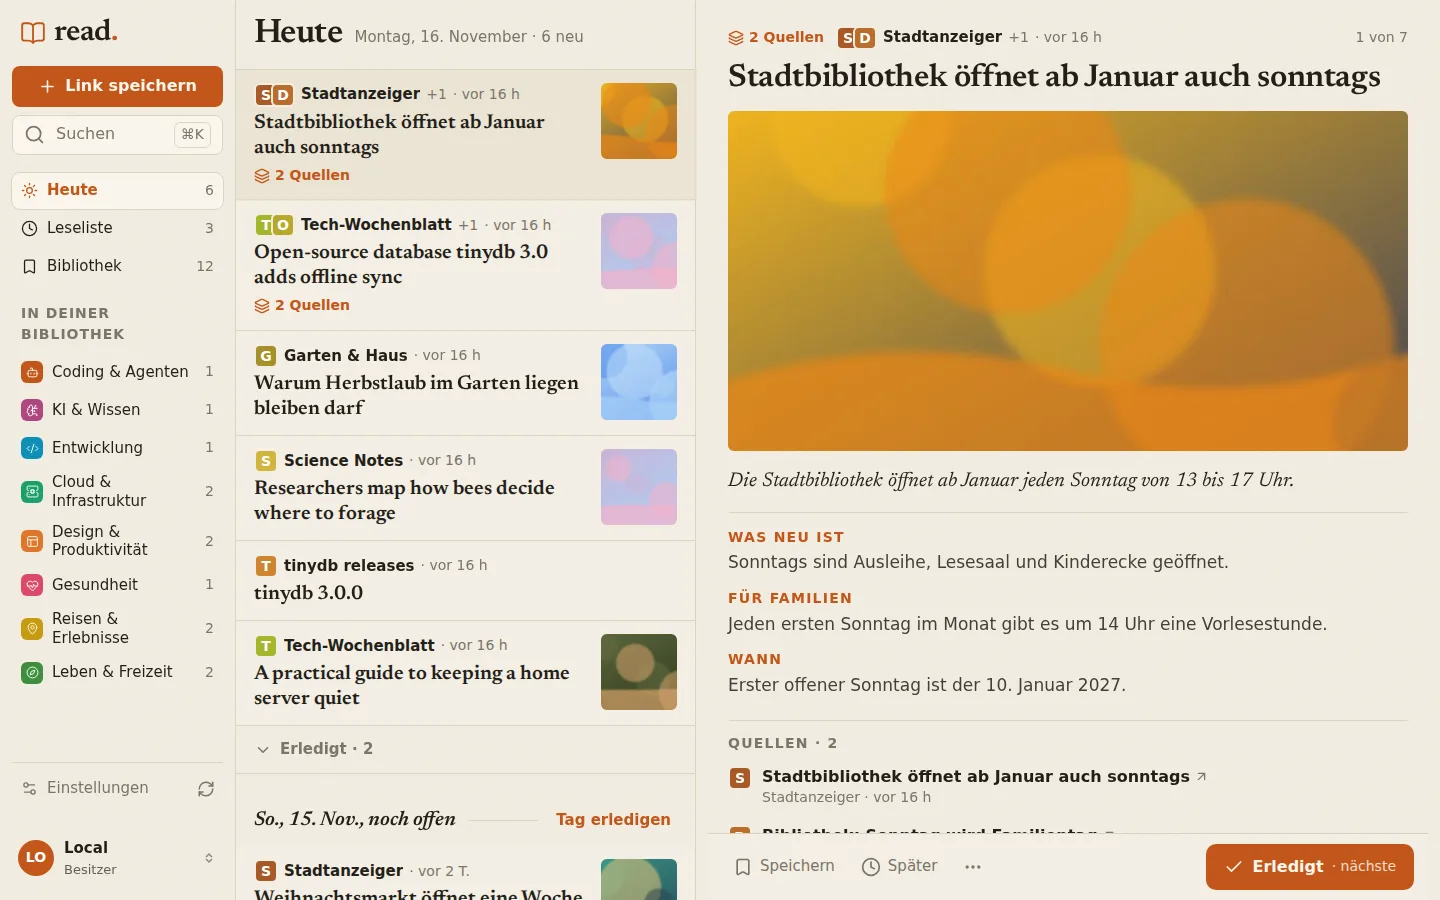 read.
Link speichern
Suchen ⌘K
Heute 6
Leseliste 3
Bibliothek 12
IN DEINER
BIBLIOTHEK
Coding & Agenten 1
KI & Wissen 1
Entwicklung 1
Cloud &
Infrastruktur 2
Design &
Produktivität 2
Gesundheit 1
Reisen &
Erlebnisse 2
Leben & Freizeit 2
Einstellungen
LO Local
Besitzer
Heute Montag, 16. November · 6 neu
S D Stadtanzeiger +1 · vor 16 h
Stadtbibliothek öffnet ab Januar
auch sonntags
2 Quellen
T O Tech-Wochenblatt +1 · vor 16 h
Open-source database tinydb 3.0
adds offline sync
2 Quellen
G Garten & Haus · vor 16 h
Warum Herbstlaub im Garten liegen
bleiben darf
S Science Notes · vor 16 h
Researchers map how bees decide
where to forage
T tinydb releases · vor 16 h
tinydb 3.0.0
T Tech-Wochenblatt · vor 16 h
A practical guide to keeping a home
server quiet
Erledigt · 2
So., 15. Nov., noch offen Tag erledigen
S Stadtanzeiger · vor 2 T.
Weihnachtsmarkt öffnet eine Woche
2 Quellen S D Stadtanzeiger +1 · vor 16 h 1 von 7
Stadtbibliothek öffnet ab Januar auch sonntags
Die Stadtbibliothek öffnet ab Januar jeden Sonntag von 13 bis 17 Uhr.
WAS NEU IST
Sonntags sind Ausleihe, Lesesaal und Kinderecke geöffnet.
FÜR FAMILIEN
Jeden ersten Sonntag im Monat gibt es um 14 Uhr eine Vorlesestunde.
WANN
Erster offener Sonntag ist der 10. Januar 2027.
QUELLEN · 2
S Stadtbibliothek öffnet ab Januar auch sonntags
Stadtanzeiger · vor 16 h
Bibliothek: Sonntag wird Familientag
Speichern Später ··· Erledigt · nächste